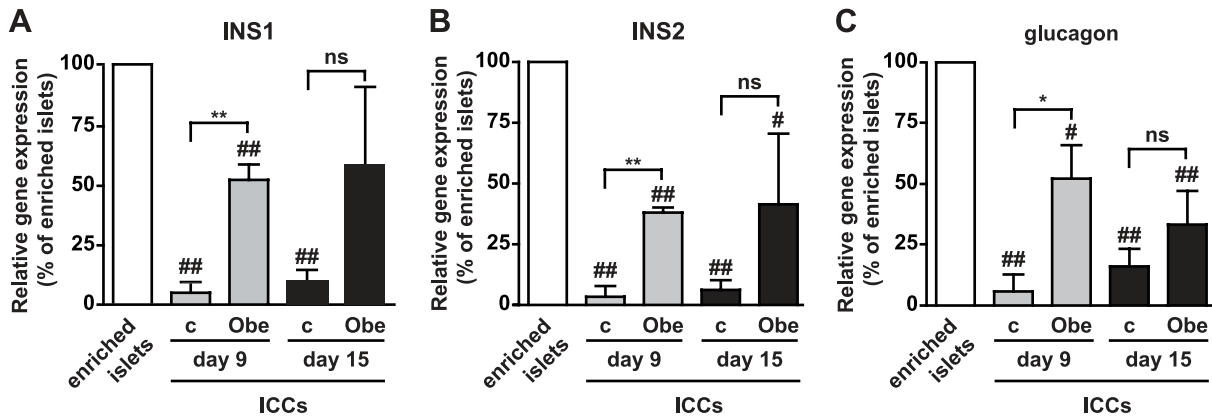 A
INS1
Relative gene expression
(% of enriched islets)
100
75
50
25
0
##
**
##
##
ns
enriched
islets
c
Obe
c
Obe
day 9
day 15
ICCs
B
INS2
Relative gene expression
(% of enriched islets)
100
75
50
25
0
##
**
##
##
ns
#
enriched
islets
c
Obe
c
Obe
day 9
day 15
ICCs
C
glucagon
Relative gene expression
(% of enriched islets)
100
75
50
25
0
##
*
#
##
ns
##
enriched
islets
c
Obe
c
Obe
day 9
day 15
ICCs